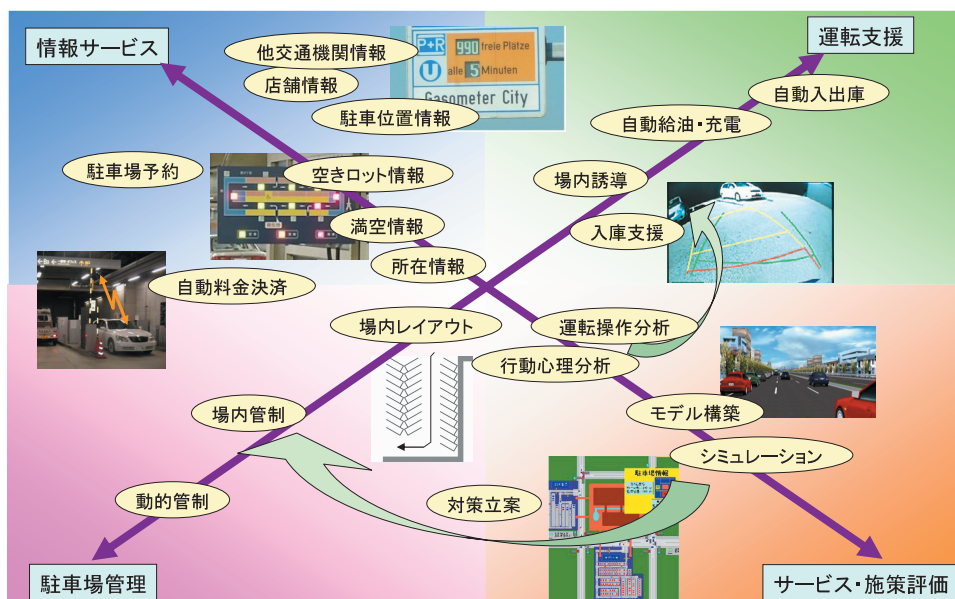 情報サービス
運転支援
他交通機関情報
店舗情報
駐車位置情報
P+R 990 freie Plätze
U alle 5 Minuten
Gasometer City
自動入出庫
自動給油・充電
駐車場予約
空きロット情報
場内誘導
満空情報
入庫支援
所在情報
自動料金決済
場内レイアウト
運転操作分析
行動心理分析
場内管制
モデル構築
シミュレーション
駐車場情報
動的管制
対策立案
駐車場管理
サービス・施策評価